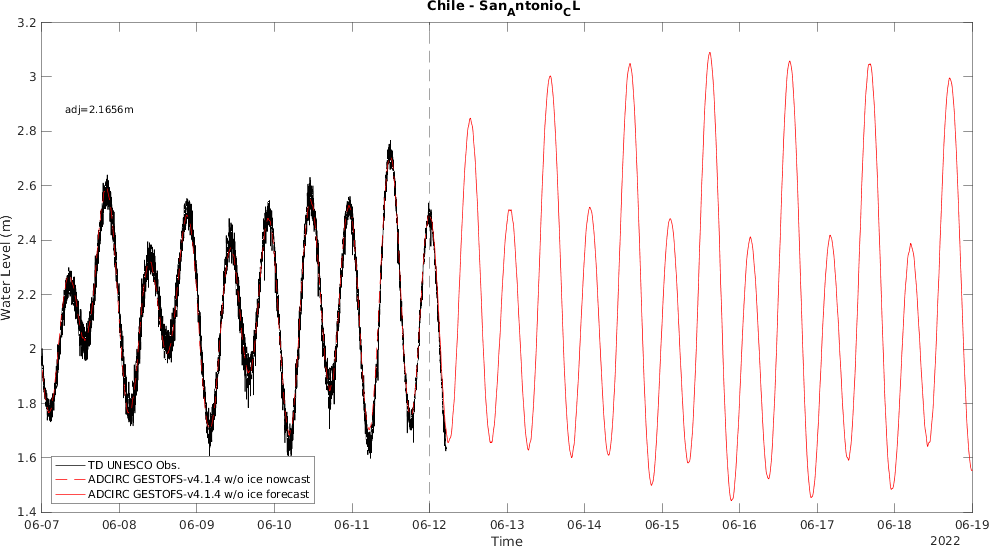 Chile - SanAntonioCL
3.2
3
2.8
2.6
2.4
2.2
2
1.8
1.6
1.4
Water Level (m)
adj=2.1656m
TD UNESCO Obs.
ADCIRC GESTOFS-v4.1.4 w/o ice nowcast
ADCIRC GESTOFS-v4.1.4 w/o ice forecast
06-07 06-08 06-09 06-10 06-11 06-12 06-13 06-14 06-15 06-16 06-17 06-18 06-19
Time
2022